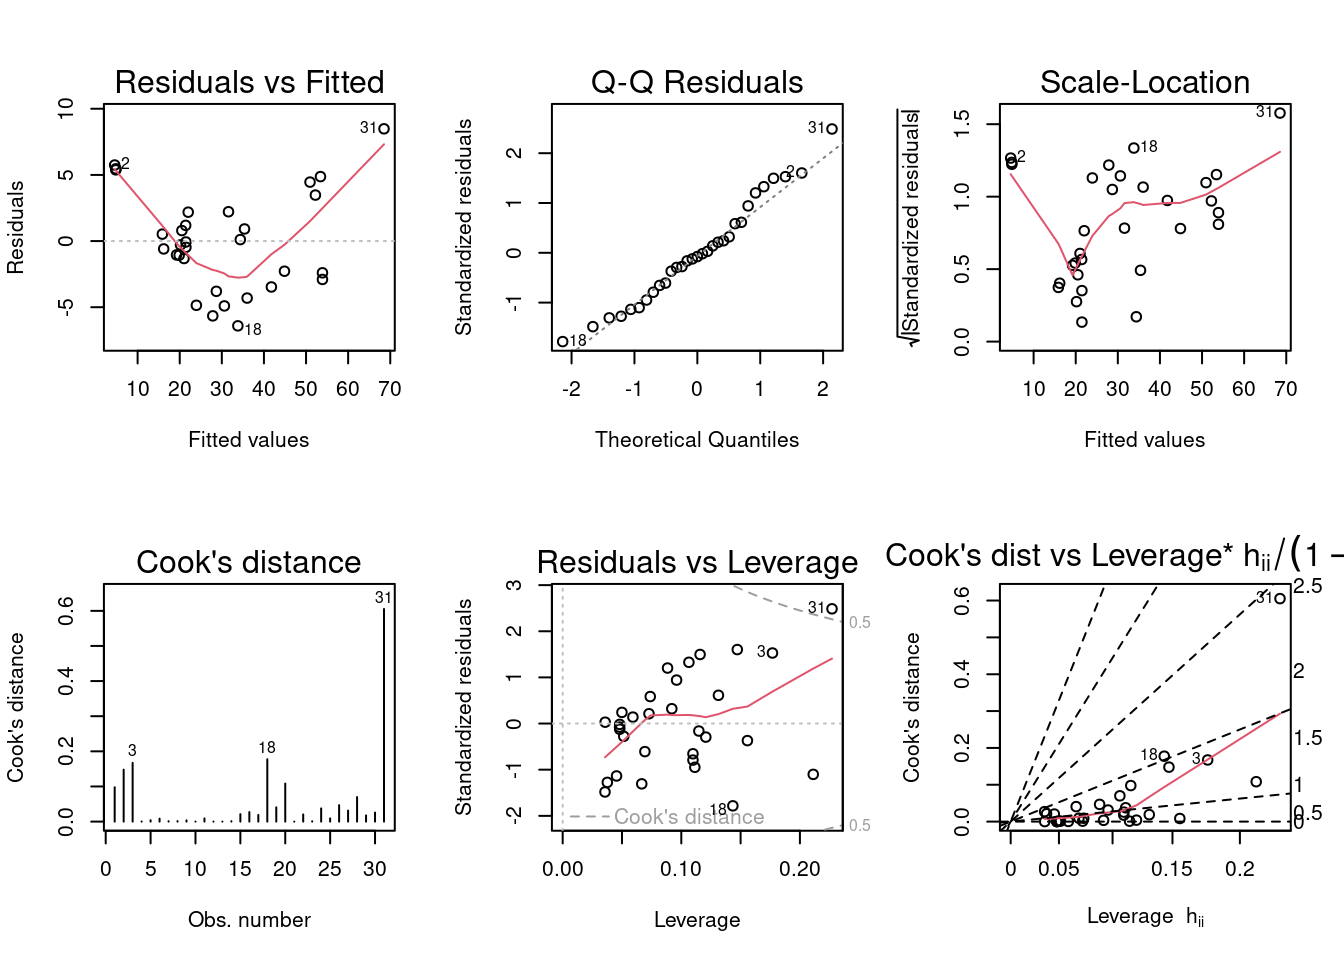 Residuals vs Fitted
Residuals
10
5
0
-5
2
31
18
10 20 30 40 50 60 70
Fitted values
Q-Q Residuals
Standardized residuals
2
1
0
-1
31
2
18
-2 -1 0 1 2
Theoretical Quantiles
Scale-Location
√|Standardized residuals|
1.5
1.0
0.5
0.0
31
2
18
10 20 30 40 50 60 70
Fitted values
Cook's distance
Cook's distance
0.6
0.4
0.2
0.0
31
3
18
0 5 10 15 20 25 30
Obs. number
Residuals vs Leverage
Standardized residuals
3
2
1
0
-1
-2
31
0.5
3
18
Cook's distance
0.5
0.00 0.10 0.20
Leverage
Cook's dist vs Leverage* hii/(1 −
Cook's distance
0.6
0.4
0.2
0.0
31
18
3
2.5
2
1.5
1
0.5
0
0 0.05 0.15 0.2
Leverage hii